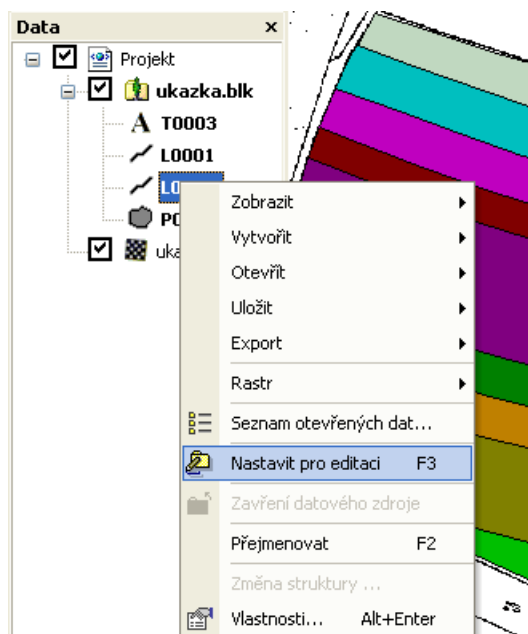 Data x
Projekt
ukazka.blk
T0003
L0001
Zobrazit
Vytvořit
Otevřít
Uložit
Export
Rastr
Seznam otevřených dat...
Nastavit pro editaci F3
Zavření datového zdroje
Přejmenovat F2
Změna struktury ...
Vlastnosti... Alt+Enter